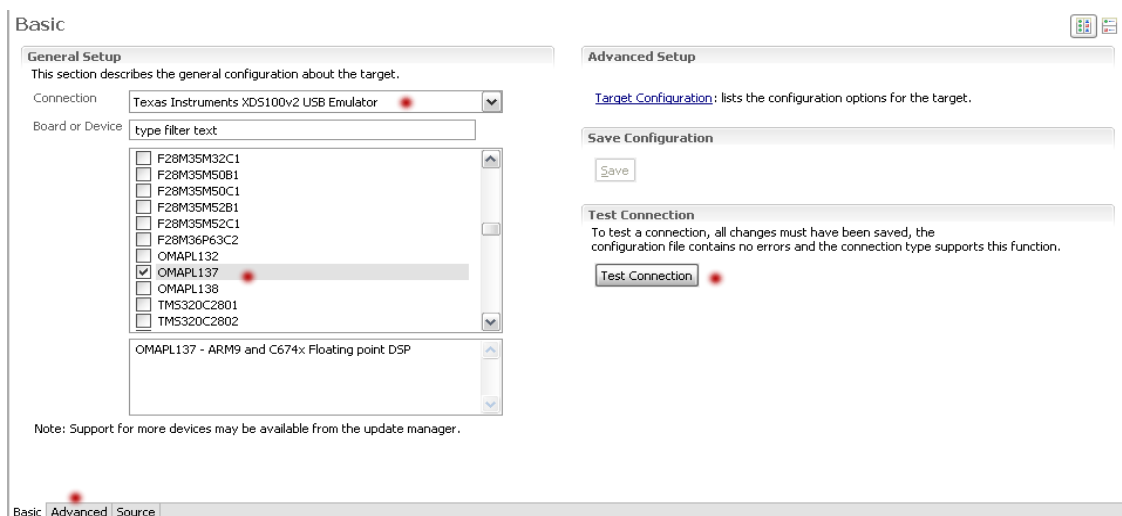 Basic
General Setup
This section describes the general configuration about the target.
Connection
Texas Instruments XDS100v2 USB Emulator
Board or Device
type filter text
F28M35M32C1
F28M35M50B1
F28M35M50C1
F28M35M52B1
F28M35M52C1
F28M36P63C2
OMAPL132
OMAPL137
OMAPL138
TMS320C2801
TMS320C2802
OMAPL137 - ARM9 and C674x Floating point DSP
Note: Support for more devices may be available from the update manager.
Advanced Setup
Target Configuration: lists the configuration options for the target.
Save Configuration
Save
Test Connection
To test a connection, all changes must have been saved, the
configuration file contains no errors and the connection type supports this function.
Test Connection
Basic Advanced Source